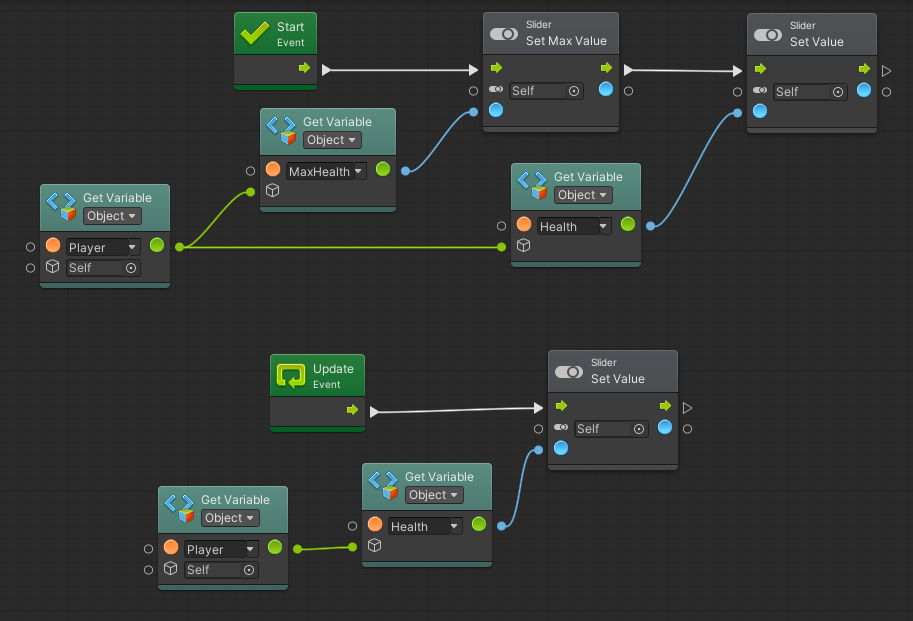 Start
Event
Slider
Set Max Value
Self
Slider
Set Value
Self
Get Variable
Object
MaxHealth
Get Variable
Object
Health
Get Variable
Object
Player
Self
Update
Event
Slider
Set Value
Self
Get Variable
Object
Health
Get Variable
Object
Player
Self